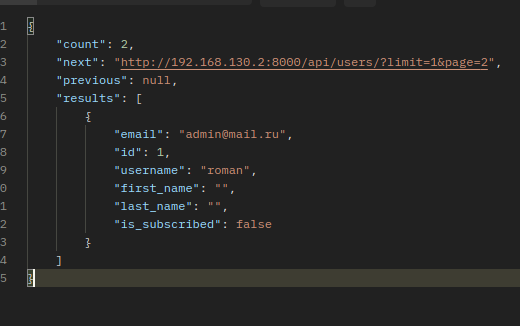 1 {
2 "count": 2,
3 "next": "http://192.168.130.2:8000/api/users/?limit=1&page=2",
4 "previous": null,
5 "results": [
6 {
7 "email": "admin@mail.ru",
8 "id": 1,
9 "username": "roman",
0 "first_name": "",
1 "last_name": "",
2 "is_subscribed": false
3 }
4 ]
5 }